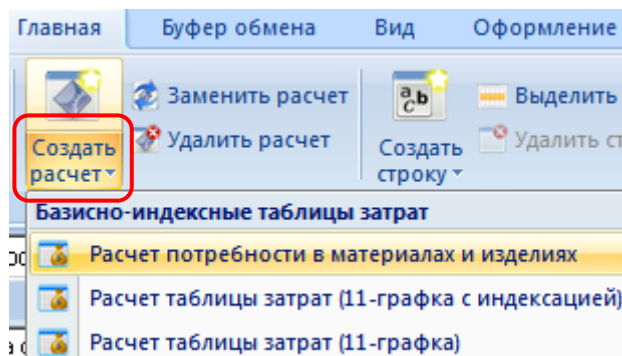 Главная Буфер обмена Вид Оформление
Создать расчет
Заменить расчет
Удалить расчет
Создать строку
Выделить
Удалить
Базисно-индексные таблицы затрат
Расчет потребности в материалах и изделиях
Расчет таблицы затрат (11-графка с индексацией)
Расчет таблицы затрат (11-графка)